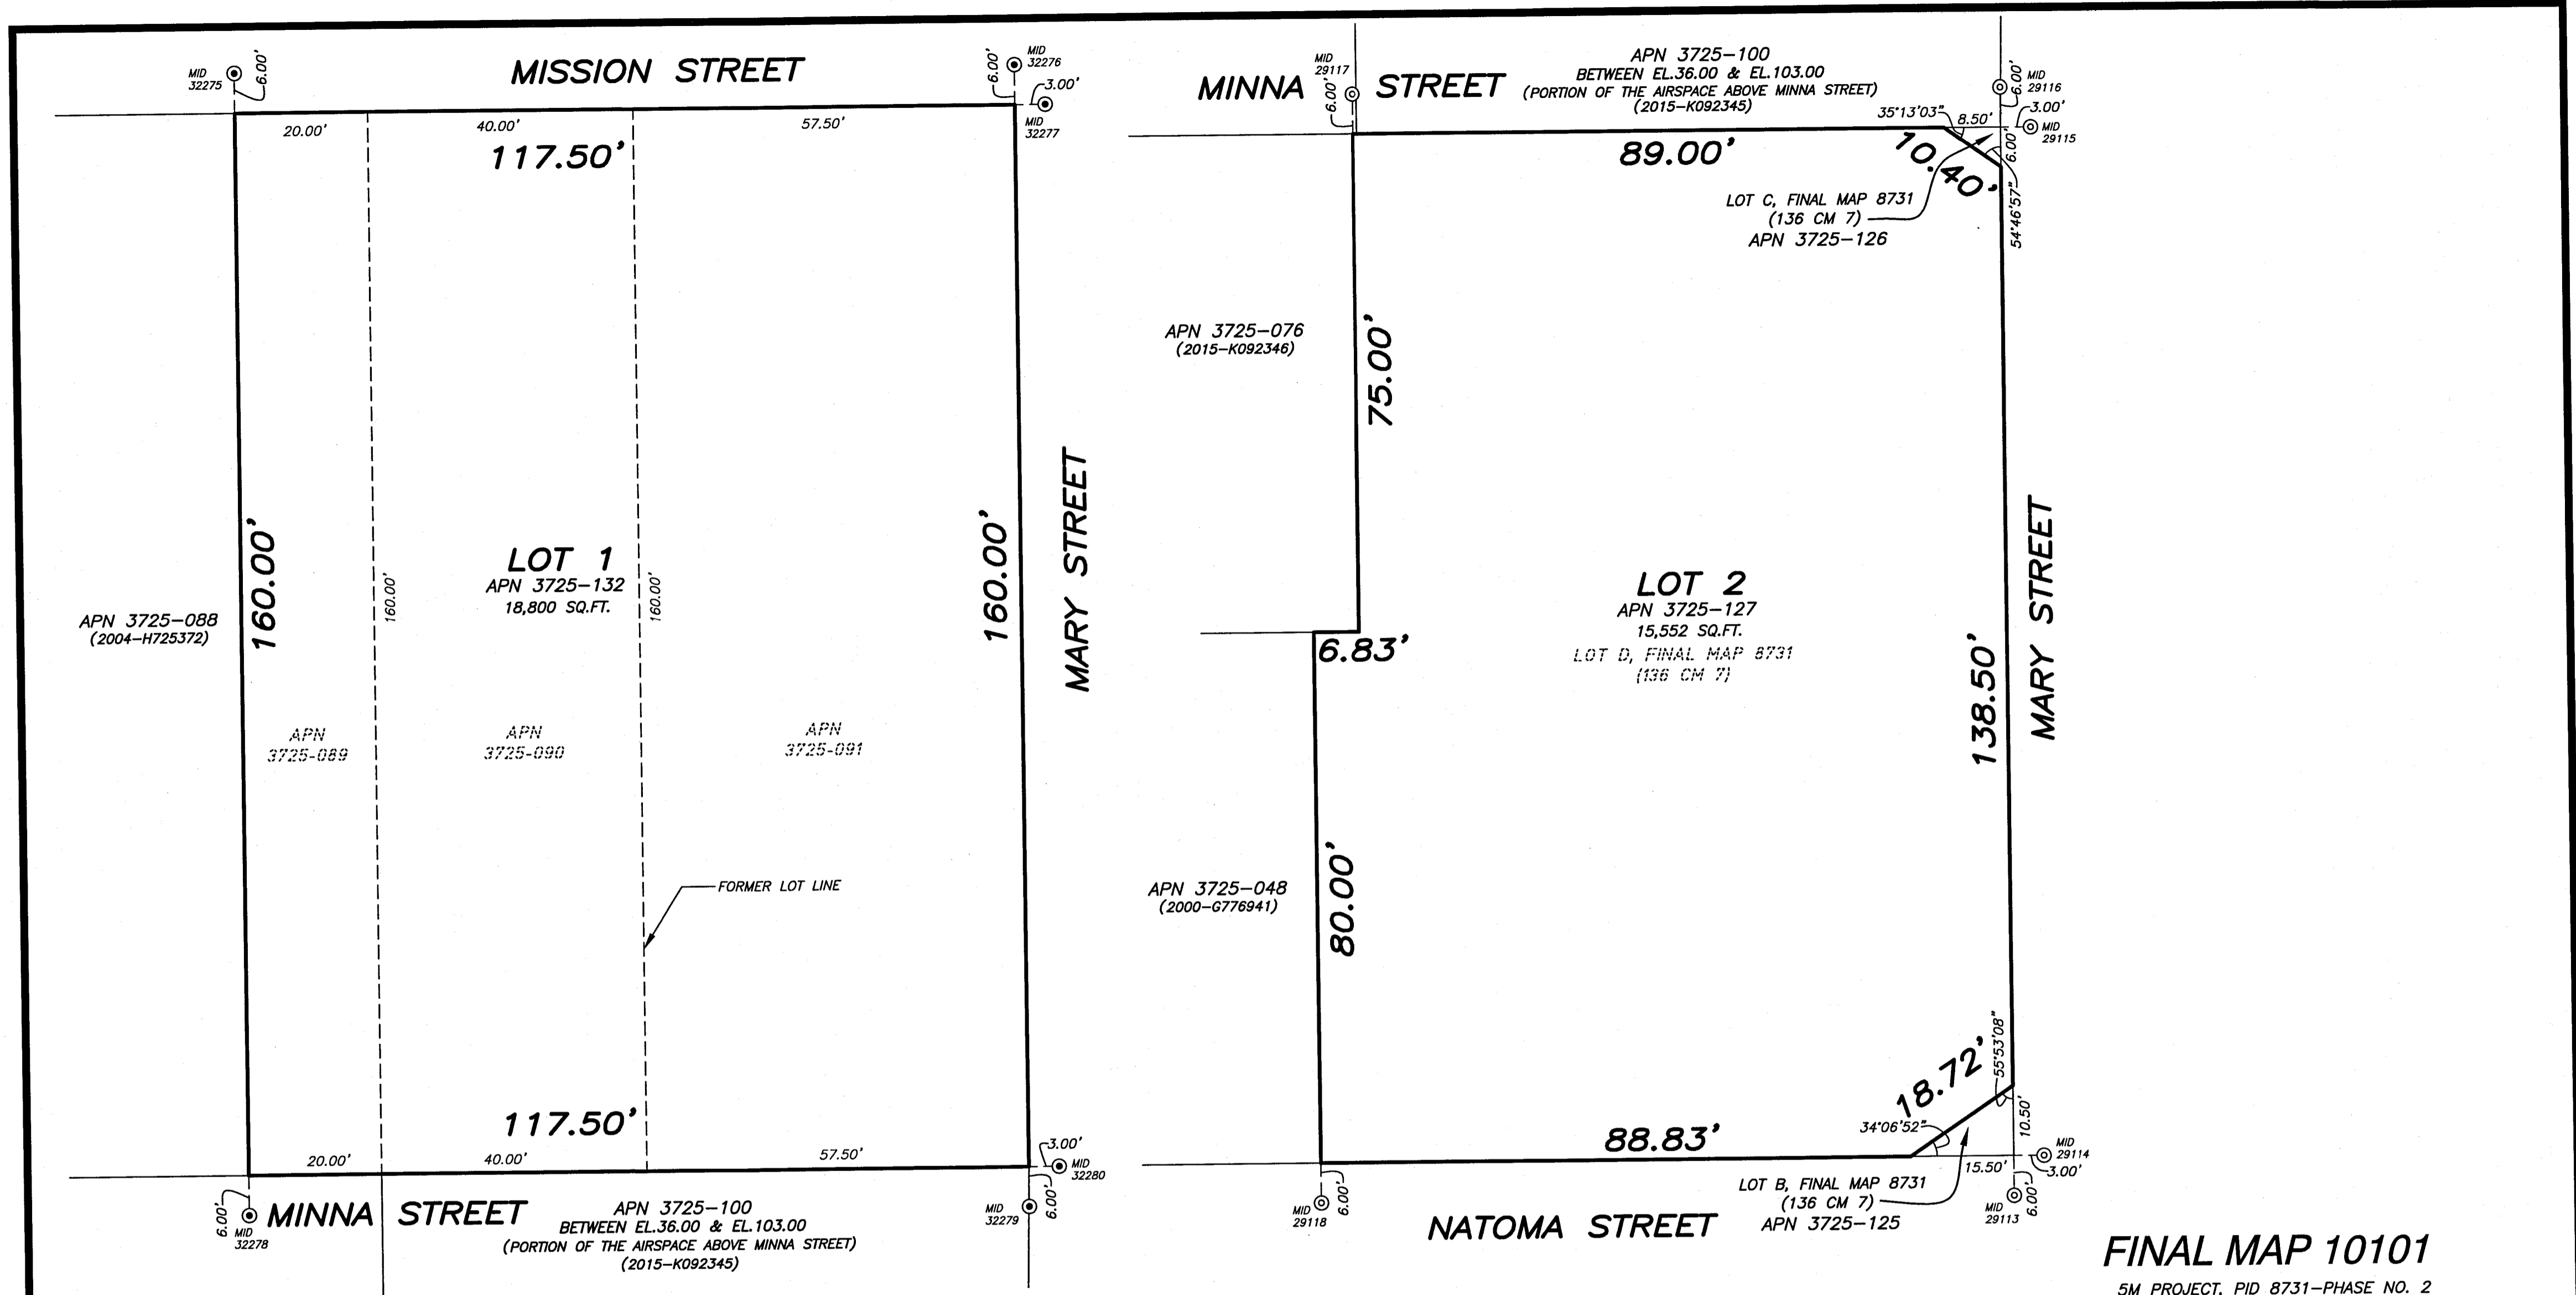 MISSION STREET
MID
32275
6.00'
6.00'
MID
32276
3.00'
MID
32277
20.00'
40.00'
57.50'
117.50'
160.00'
LOT 1
APN 3725-132
18,800 SQ.FT.
160.00'
160.00'
160.00'
MARY STREET
APN 3725-088
(2004-H725372)
APN
3725-089
APN
3725-090
APN
3725-091
FORMER LOT LINE
117.50'
20.00'
40.00'
57.50'
3.00'
MID
32280
6.00'
MID
32278
MINNA STREET
APN 3725-100
BETWEEN EL.36.00 & EL.103.00
(PORTION OF THE AIRSPACE ABOVE MINNA STREET)
(2015-K092345)
MID
32279
6.00'
MINNA STREET
MID
29117
6.00'
APN 3725-100
BETWEEN EL.36.00 & EL.103.00
(PORTION OF THE AIRSPACE ABOVE MINNA STREET)
(2015-K092345)
6.00'
MID
29116
35°13'03"
8.50'
3.00'
MID
29115
6.00'
89.00'
10.40'
54°46'57"
LOT C, FINAL MAP 8731
(136 CM 7)
APN 3725-126
APN 3725-076
(2015-K092346)
75.00'
6.83'
LOT 2
APN 3725-127
15,552 SQ.FT.
LOT D, FINAL MAP 8731
(136 CM 7)
138.50'
MARY STREET
APN 3725-048
(2000-G776941)
80.00'
18.72'
55°53'08"
34°06'52"
10.50'
88.83'
15.50'
MID
29114
3.00'
LOT B, FINAL MAP 8731
(136 CM 7)
APN 3725-125
MID
29118
6.00'
NATOMA STREET
MID
29113
6.00'
FINAL MAP 10101
5M PROJECT, PID 8731-PHASE NO. 2